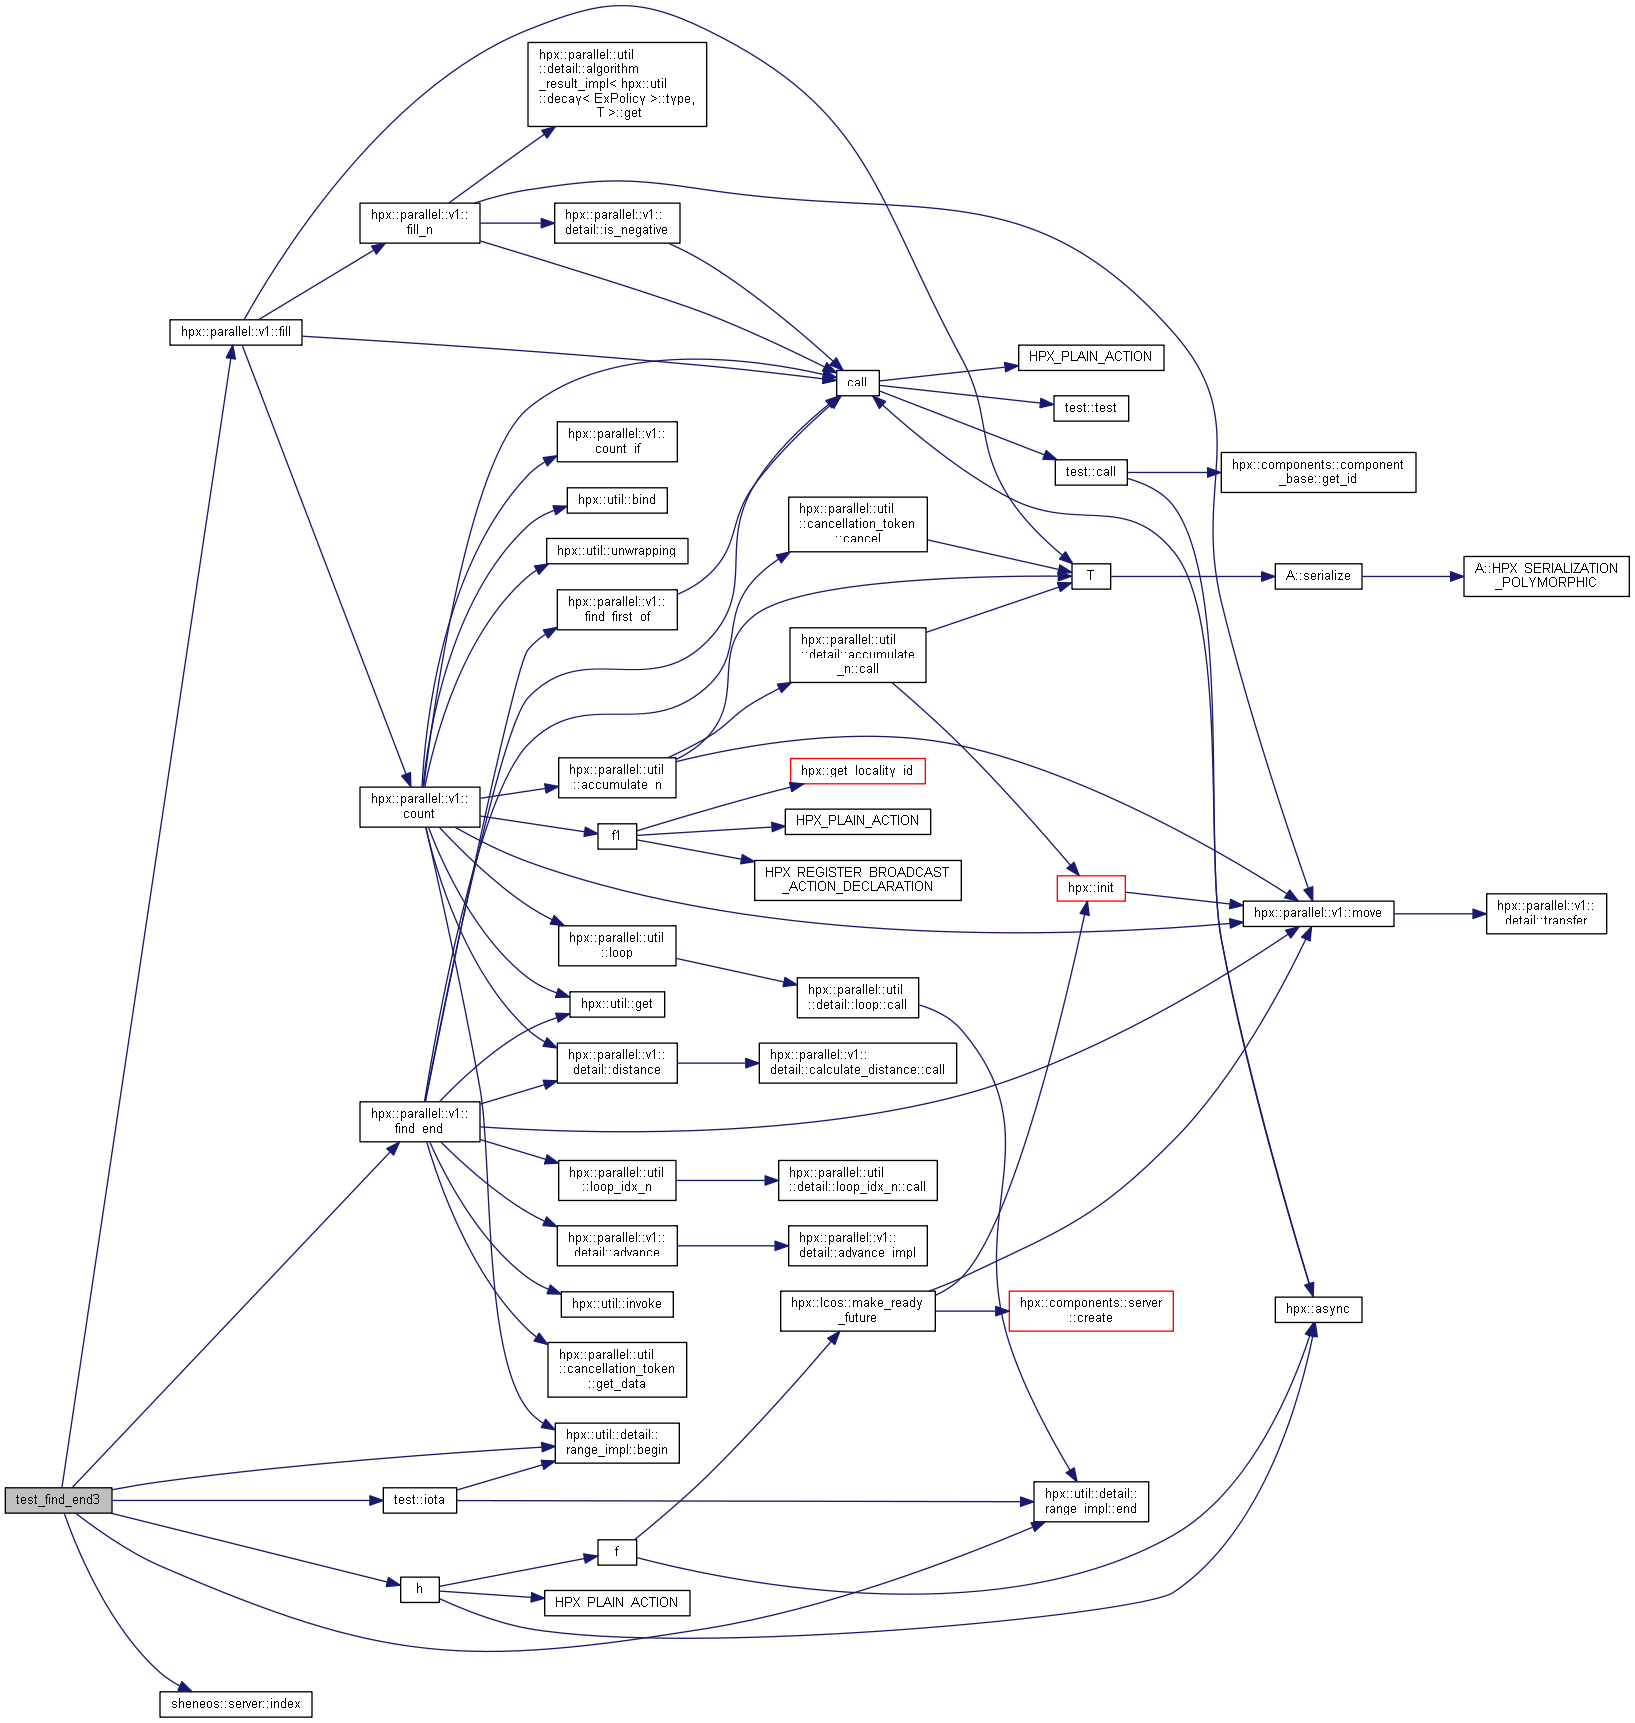 hpx::parallel::util
::detail::algorithm
_result_impl< hpx::util
::decay< ExPolicy >::type,
T >::get
hpx::parallel::v1::
fill_n
hpx::parallel::v1::
detail::is_negative
hpx::parallel::v1::fill
HPX_PLAIN_ACTION
call
test::test
hpx::parallel::v1::
count_if
test::call
hpx::components::component
_base::get_id
hpx::util::bind
hpx::parallel::util
::cancellation_token
::cancel
hpx::util::unwrapping
T
A::serialize
A::HPX_SERIALIZATION
_POLYMORPHIC
hpx::parallel::v1::
find_first_of
hpx::parallel::util
::detail::accumulate
_n::call
hpx::parallel::util
::accumulate_n
hpx::get_locality_id
hpx::parallel::v1::
count
HPX_PLAIN_ACTION
f1
HPX_REGISTER_BROADCAST
_ACTION_DECLARATION
hpx::init
hpx::parallel::v1::move
hpx::parallel::v1::
detail::transfer
hpx::parallel::util
::loop
hpx::parallel::util
::detail::loop::call
hpx::util::get
hpx::parallel::v1::
detail::distance
hpx::parallel::v1::
detail::calculate_distance::call
hpx::parallel::v1::
find_end
hpx::parallel::util
::loop_idx_n
hpx::parallel::util
::detail::loop_idx_n::call
hpx::parallel::v1::
detail::advance
hpx::parallel::v1::
detail::advance_impl
hpx::util::invoke
hpx::lcos::make_ready
_future
hpx::components::server
::create
hpx::async
hpx::parallel::util
::cancellation_token
::get_data
hpx::util::detail::
range_impl::begin
test_find_end3
test::iota
hpx::util::detail::
range_impl::end
f
h
HPX_PLAIN_ACTION
sheneos::server::index